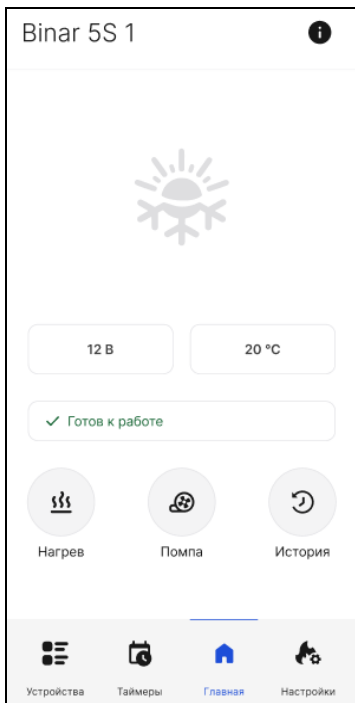 Binar 5S 1
12 В
20 °C
Готов к работе
Нагрев
Помпа
История
Устройства
Таймеры
Главная
Настройки